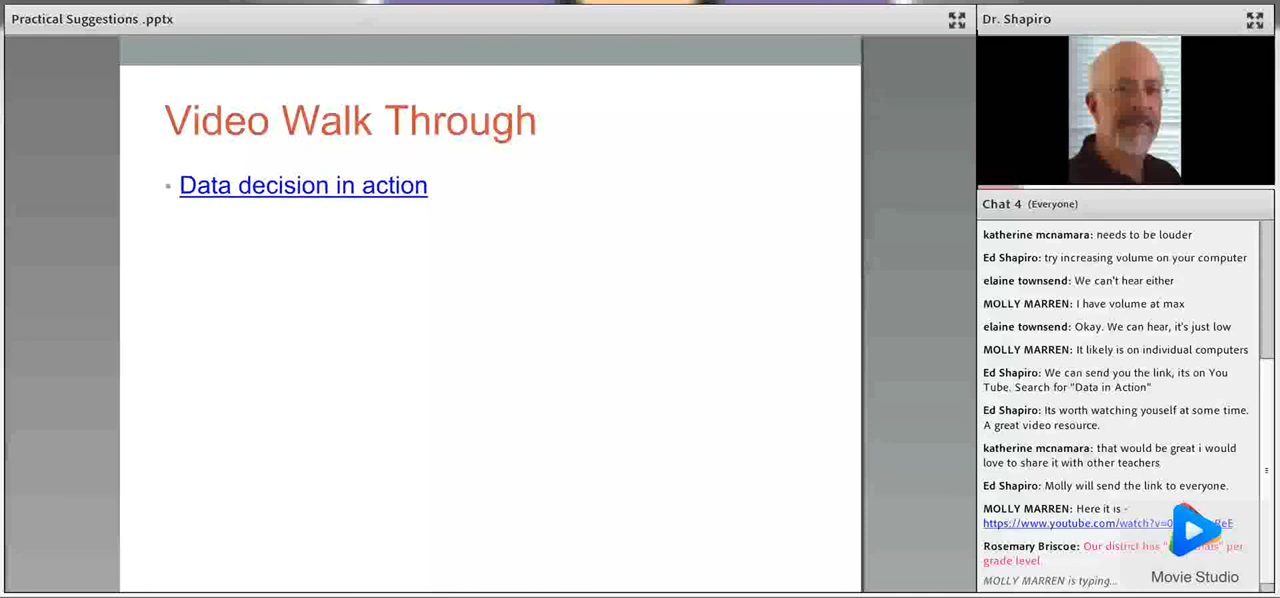 Practical Suggestions .pptx
Video Walk Through
Data decision in action
Dr. Shapiro
Chat 4 (Everyone)
katherine mcnamara: needs to be louder
Ed Shapiro: try increasing volume on your computer
elaine townsend: We can't hear either
MOLLY MARREN: I have volume at max
elaine townsend: Okay. We can hear, it's just low
MOLLY MARREN: It likely is on individual computers
Ed Shapiro: We can send you the link, its on You
Tube. Search for "Data in Action"
Ed Shapiro: Its worth watching youself at some time.
A great video resource.
katherine mcnamara: that would be great i would
love to share it with other teachers
Ed Shapiro: Molly will send the link to everyone.
MOLLY MARREN: Here it is -
https://www.youtube.com/watch?v=
Rosemary Briscoe: Our district has per
grade level.
MOLLY MARREN is typing...
Movie Studio